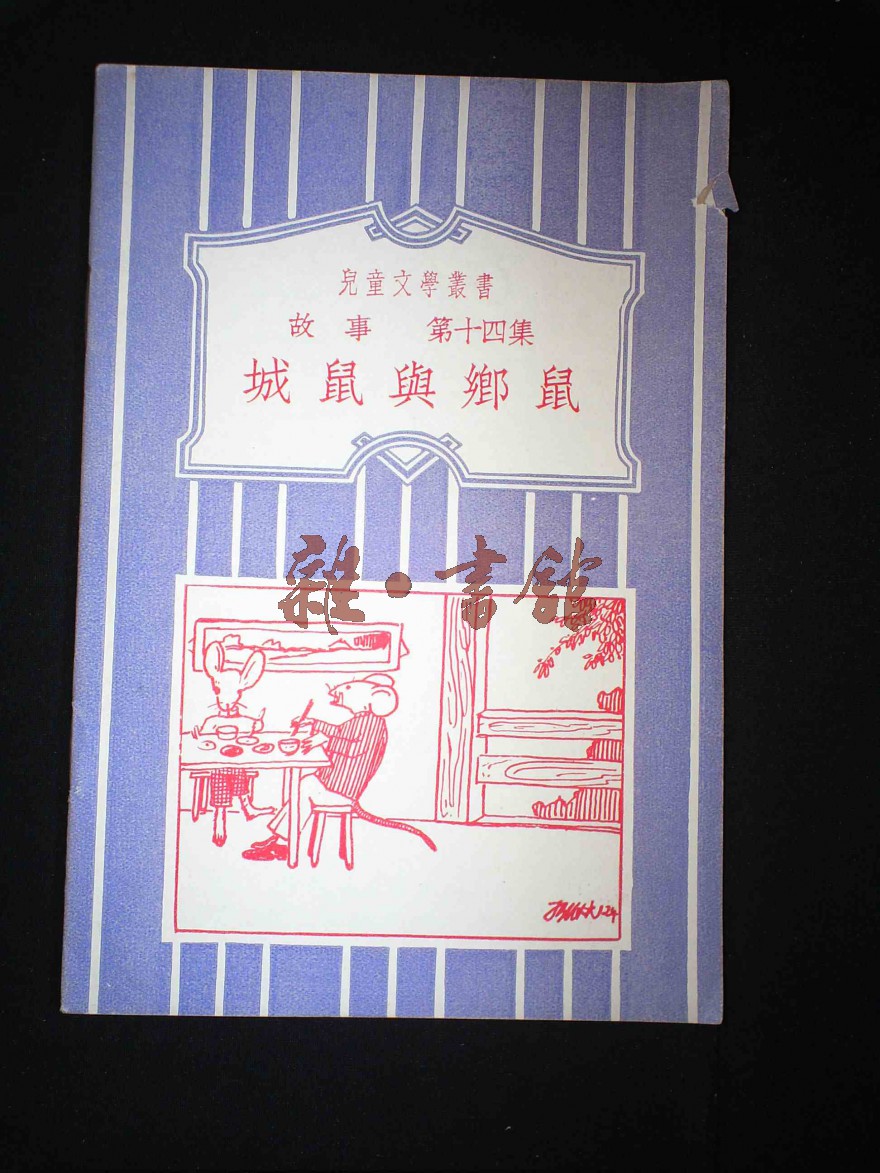 兒童文學叢書
故事 第十四集
城鼠與鄉鼠
雜·書館